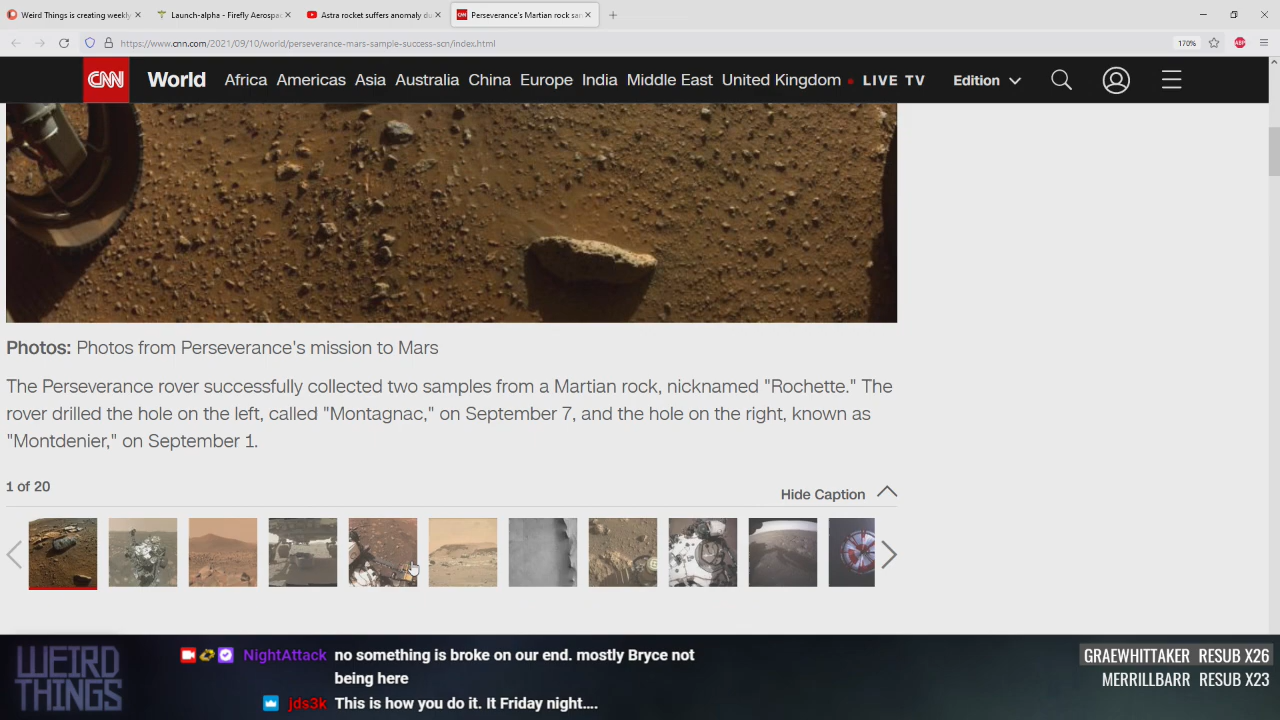 Weird Things is creating weekly
Launch-alpha - Firefly Aerospa
Astra rocket suffers anomaly du
Perseverance's Martian rock sa
https://www.cnn.com/2021/09/10/world/perseverance-mars-sample-success-scn/index.html
170%
ABP
CNN World Africa Americas Asia Australia China Europe India Middle East United Kingdom LIVE TV Edition
Photos: Photos from Perseverance's mission to Mars
The Perseverance rover successfully collected two samples from a Martian rock, nicknamed "Rochette." The
rover drilled the hole on the left, called "Montagnac," on September 7, and the hole on the right, known as
"Montdenier," on September 1.
1 of 20
Hide Caption
WEIRD
THINGS
NightAttack no something is broke on our end. mostly Bryce not
being here
jds3k This is how you do it. It Friday night....
GRAEWHITTAKER RESUB X26
MERRILLBARR RESUB X23